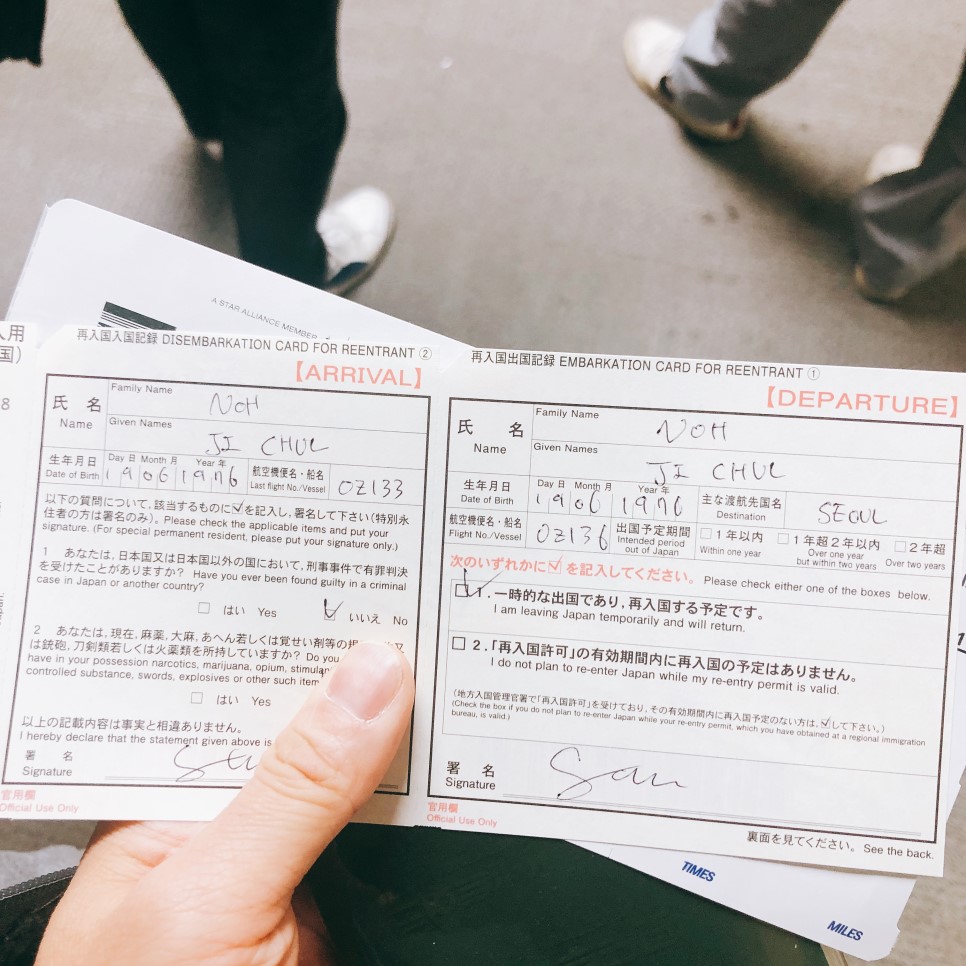 A STAR ALLIANCE MEMBER
人用
国)
8
再入国入国記録 DISEMBARKATION CARD FOR REENTRANT ②
【ARRIVAL】
氏 名
Name
Family Name
NOH
Given Names
JI CHUL
生年月日
Date of Birth
Day 日 Month 月 Year 年
1 9 0 6 1 9 7 6
航空機便名・船名
Last flight No./Vessel
OZ133
以下の質問について, 該当するものに☑を記入し, 署名して下さい(特別永
住者の方は署名のみ)。Please check the applicable items and put your
signature. (For special permanent resident, please put your signature only.)
1 あなたは, 日本国又は日本国以外の国において, 刑事事件で有罪判決
を受けたことがありますか? Have you ever been found guilty in a criminal
case in Japan or another country?
□ はい Yes ☑ いいえ No
2 あなたは, 現在, 麻薬, 大麻, あへん若しくは覚せい剤等の
は銃砲, 刀剣類若しくは火薬類を所持していますか? Do you
have in your possession narcotics, marijuana, opium, stimulant
controlled substance, swords, explosives or other such item
□ はい Yes
以上の記載内容は事実と相違ありません。
I hereby declare that the statement given above is
署 名
Signature
官用欄
Official Use Only
再入国出国記録 EMBARKATION CARD FOR REENTRANT ①
【DEPARTURE】
氏 名
Name
Family Name
NOH
Given Names
JI CHUL
生年月日
Date of Birth
Day 日 Month 月 Year 年
1 9 0 6 1 9 7 6
主な渡航先国名
Destination
SEOUL
航空機便名・船名
Flight No./Vessel
OZ136
出国予定期間
Intended period
out of Japan
□ 1年以内
Within one year
□ 1年超2年以内
Over one year
but within two years
□ 2年超
Over two years
次のいずれかに☑を記入してください。 Please check either one of the boxes below.
☑ 1. 一時的な出国であり, 再入国する予定です。
I am leaving Japan temporarily and will return.
□ 2.「再入国許可」の有効期間内に再入国の予定はありません。
I do not plan to re-enter Japan while my re-entry permit is valid.
(地方入国管理官署で「再入国許可」を受けており, その有効期間内に再入国予定のない方は, ☑して下さい。)
(Check the box if you do not plan to re-enter Japan while your re-entry permit, which you have obtained at a regional immigration
bureau, is valid.)
署 名
Signature
官用欄
Official Use Only
裏面を見てください。 See the back.
TIMES
MILES